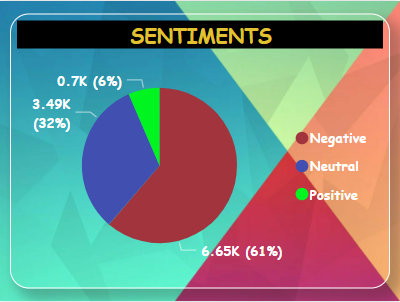 SENTIMENTS
0.7K (6%)
3.49K
(32%)
Negative
Neutral
Positive
6.65K (61%)